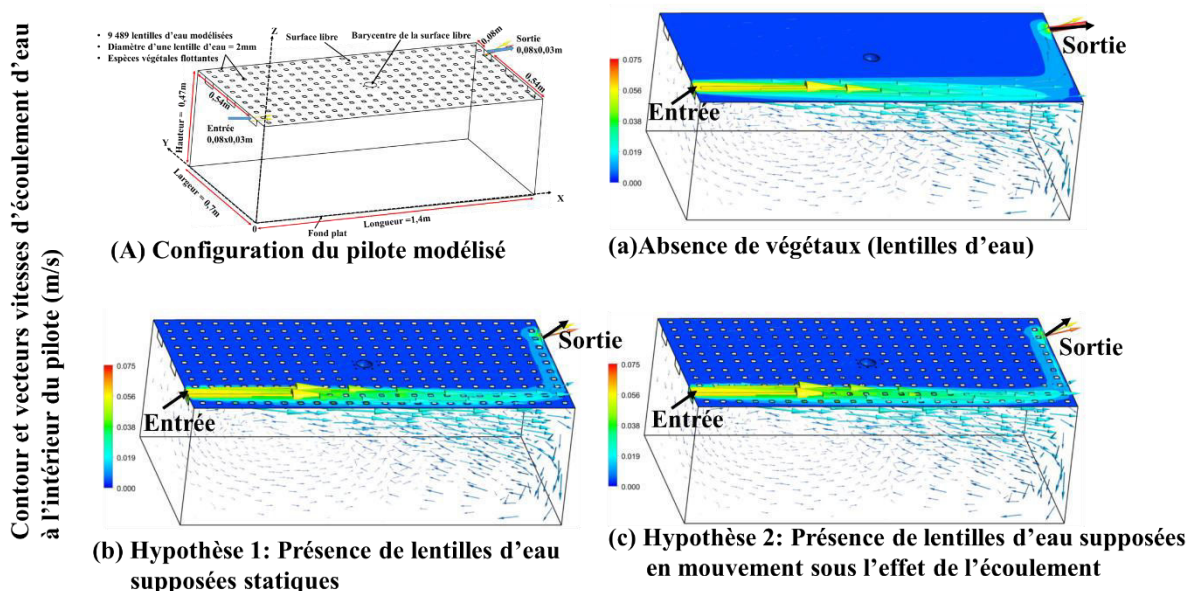 Contour et vecteurs vitesses d'écoulement d'eau
à l'intérieur du pilote (m/s)
• 9 489 lentilles d'eau modélisées
• Diamètre d'une lentille d'eau = 2mm
• Espèces végétales flottantes
Z
Surface libre
Barycentre de la surface libre
0,08m
Sortie
0,08x0,03m
0,54m
0,54m
Hauteur = 0,47m
Entrée
0,08x0,03m
Y
Largeur = 0,7m
X
Longueur =1,4m
0
Fond plat
(A) Configuration du pilote modélisé
Sortie
0.075
0.056
0.038
0.019
0.000
Entrée
(a)Absence de végétaux (lentilles d'eau)
Sortie
0.075
0.056
0.038
0.019
0.000
Entrée
(b) Hypothèse 1: Présence de lentilles d'eau
supposées statiques
Sortie
0.075
0.056
0.038
0.019
0.000
Entrée
(c) Hypothèse 2: Présence de lentilles d'eau supposées
en mouvement sous l'effet de l'écoulement